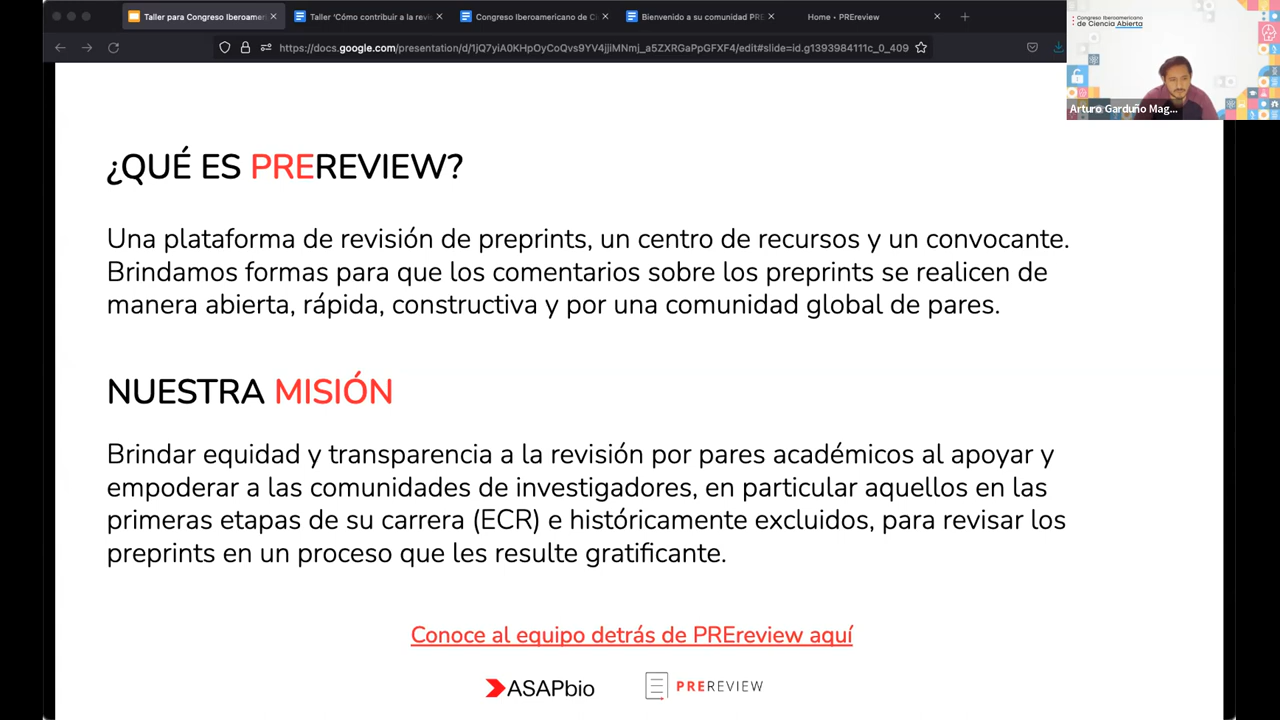 Taller para Congreso Iberoamer
Taller 'Cómo contribuir a la revis
Congreso Iberoamericano de C
Bienvenido a su comunidad PRE
Home • PREreview
https://docs.google.com/presentation/d/1jQ7yiA0KHpOyCoQvs9YV4jjiMNmj_a5ZXRGaPpGFXF4/edit#slide=id.g1393984111c_0_409
Congreso Iberoamericano
de Ciencia Abierta
Arturo Garduño Mag...
¿QUÉ ES PREREVIEW?
Una plataforma de revisión de preprints, un centro de recursos y un convocante.
Brindamos formas para que los comentarios sobre los preprints se realicen de
manera abierta, rápida, constructiva y por una comunidad global de pares.
NUESTRA MISIÓN
Brindar equidad y transparencia a la revisión por pares académicos al apoyar y
empoderar a las comunidades de investigadores, en particular aquellos en las
primeras etapas de su carrera (ECR) e históricamente excluidos, para revisar los
preprints en un proceso que les resulte gratificante.
Conoce al equipo detrás de PREreview aquí
ASAPbio
PREREVIEW